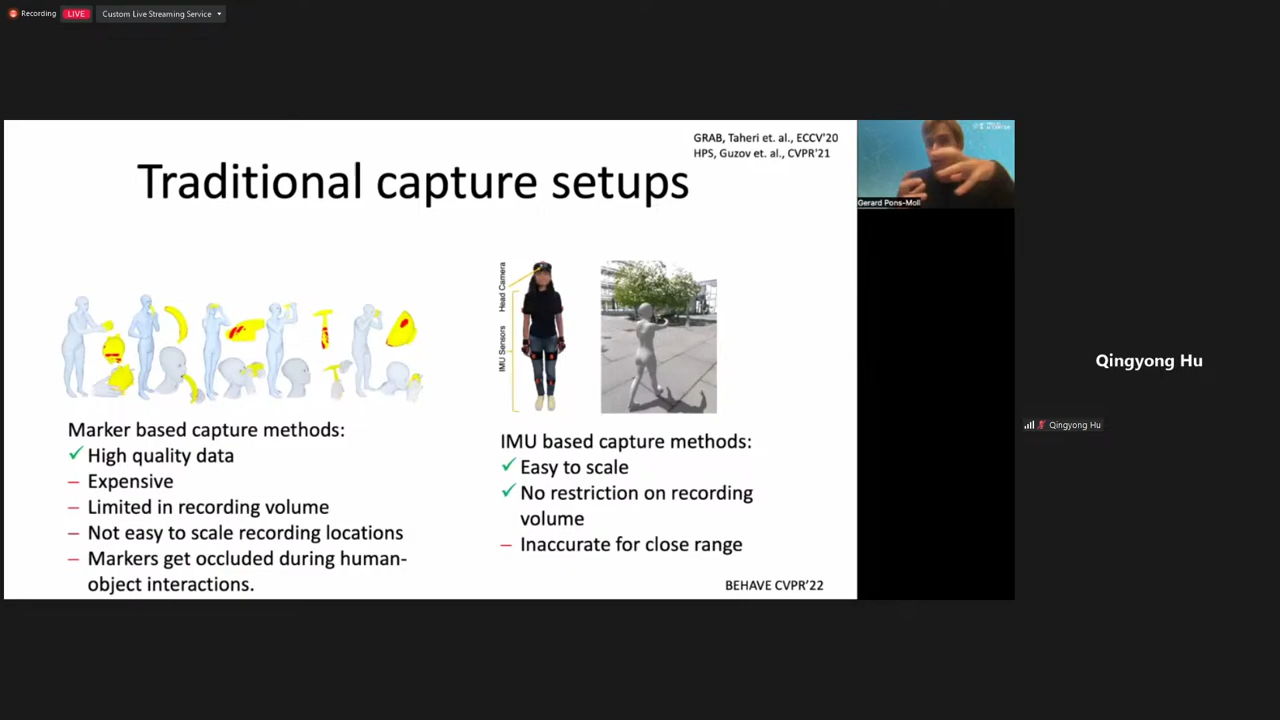 Recording
LIVE
Custom Live Streaming Service
GRAB, Taheri et. al., ECCV'20
HPS, Guzov et. al., CVPR'21
Traditional capture setups
Head Camera
IMU Sensors
Marker based capture methods:
✓ High quality data
– Expensive
– Limited in recording volume
– Not easy to scale recording locations
– Markers get occluded during human-
object interactions.
IMU based capture methods:
✓ Easy to scale
✓ No restriction on recording
volume
– Inaccurate for close range
BEHAVE CVPR'22
Gerard Pons-Moll
Qingyong Hu
Qingyong Hu